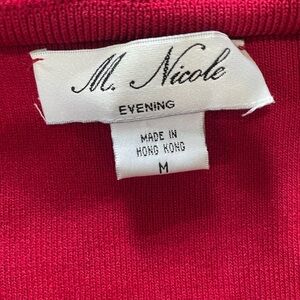 M. Nicole
EVENING
MADE IN
HONG KONG
M